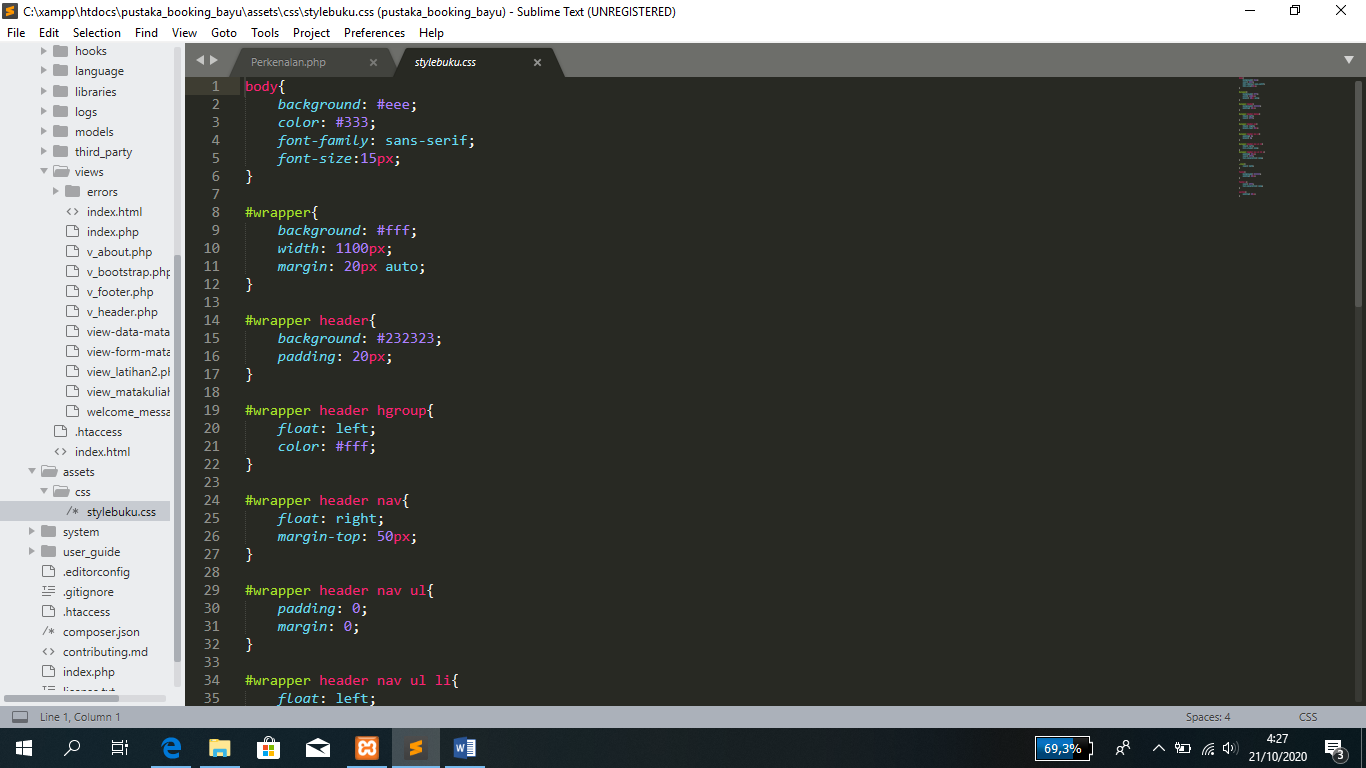 C:\xampp\htdocs\pustaka_booking_bayu\assets\css\stylebuku.css (pustaka_booking_bayu) - Sublime Text (UNREGISTERED)
File Edit Selection Find View Goto Tools Project Preferences Help
hooks
language
libraries
logs
models
third_party
views
errors
<> index.html
index.php
v_about.php
v_bootstrap.php
v_footer.php
v_header.php
view-data-mata
view-form-mata
view_latihan2.ph
view_matakuliah
welcome_messa
.htaccess
<> index.html
assets
css
/* stylebuku.css
system
user_guide
.editorconfig
.gitignore
.htaccess
/* composer.json
<> contributing.md
index.php
license.txt
Perkenalan.php × stylebuku.css ×
1 body{
2 background: #eee;
3 color: #333;
4 font-family: sans-serif;
5 font-size:15px;
6 }
7
8 #wrapper{
9 background: #fff;
10 width: 1100px;
11 margin: 20px auto;
12 }
13
14 #wrapper header{
15 background: #232323;
16 padding: 20px;
17 }
18
19 #wrapper header hgroup{
20 float: left;
21 color: #fff;
22 }
23
24 #wrapper header nav{
25 float: right;
26 margin-top: 50px;
27 }
28
29 #wrapper header nav ul{
30 padding: 0;
31 margin: 0;
32 }
33
34 #wrapper header nav ul li{
35 float: left;
Line 1, Column 1 Spaces: 4 CSS
69,3% 4:27
21/10/2020
3